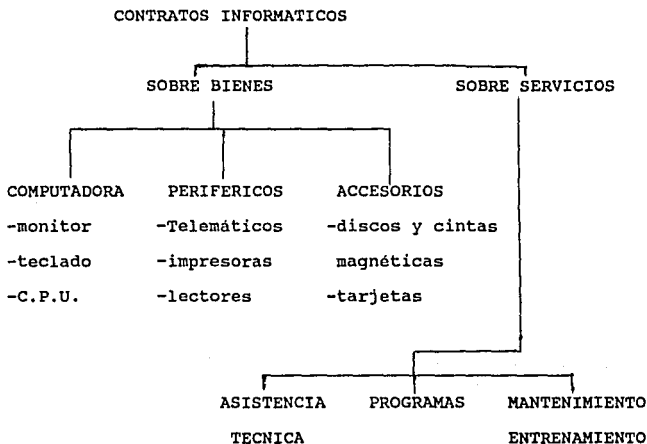 CONTRATOS INFORMATICOS
SOBRE BIENES SOBRE SERVICIOS
COMPUTADORA PERIFERICOS ACCESORIOS
-monitor -Telemáticos -discos y cintas
-teclado -impresoras magnéticas
-C.P.U. -lectores -tarjetas
ASISTENCIA PROGRAMAS MANTENIMIENTO
TECNICA ENTRENAMIENTO